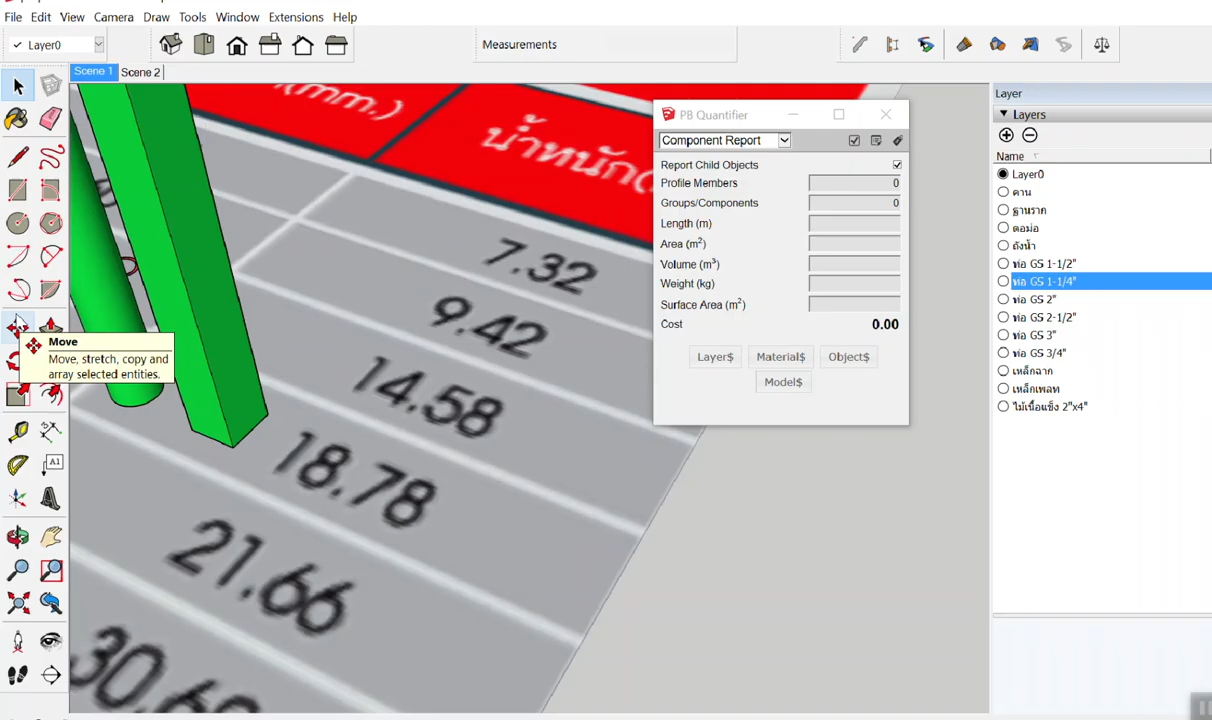 File Edit View Camera Draw Tools Window Extensions Help
Layer0
Measurements
Scene 1 Scene 2
(mm.)
น้ำหนัก(
7.32
9.42
14.58
18.78
21.66
Move
Move, stretch, copy and
array selected entities.
A1
PB Quantifier
Component Report
Report Child Objects
Profile Members 0
Groups/Components 0
Length (m)
Area (m²)
Volume (m³)
Weight (kg)
Surface Area (m²)
Cost 0.00
Layer$ Material$ Object$
Model$
Layer
Layers
Name
Layer0
คาน
ฐานราก
ตอม่อ
ถังน้ำ
ท่อ GS 1-1/2"
ท่อ GS 1-1/4"
ท่อ GS 2"
ท่อ GS 2-1/2"
ท่อ GS 3"
ท่อ GS 3/4"
เหล็กฉาก
เหล็กเพลท
ไม้เนื้อแข็ง 2"x4"